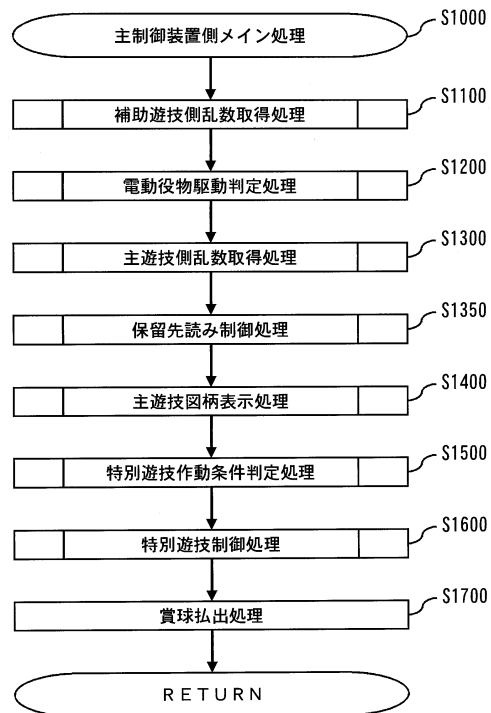 主制御装置側メイン処理 S1000
補助遊技側乱数取得処理 S1100
電動役物駆動判定処理 S1200
主遊技側乱数取得処理 S1300
保留先読み制御処理 S1350
主遊技図柄表示処理 S1400
特別遊技作動条件判定処理 S1500
特別遊技制御処理 S1600
賞球払出処理 S1700
RETURN